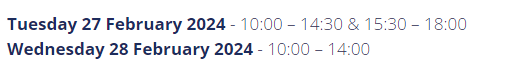 Tuesday 27 February 2024 - 10:00 – 14:30 & 15:30 – 18:00
Wednesday 28 February 2024 - 10:00 – 14:00